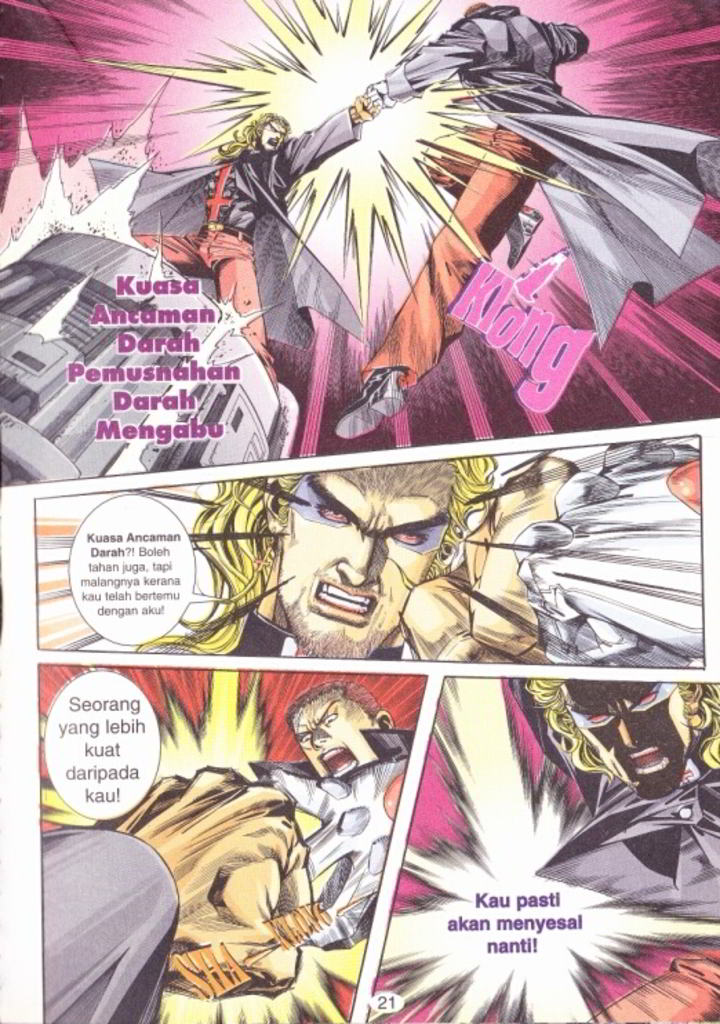 Kuasa
Ancaman
Darah
Pemusnahan
Darah
Mengabu
Klong
Kuasa Ancaman
Darah?! Boleh
tahan juga, tapi
malangnya kerana
kau telah bertemu
dengan aku!
Seorang
yang lebih
kuat
daripada
kau!
Kau pasti
akan menyesal
nanti!
21